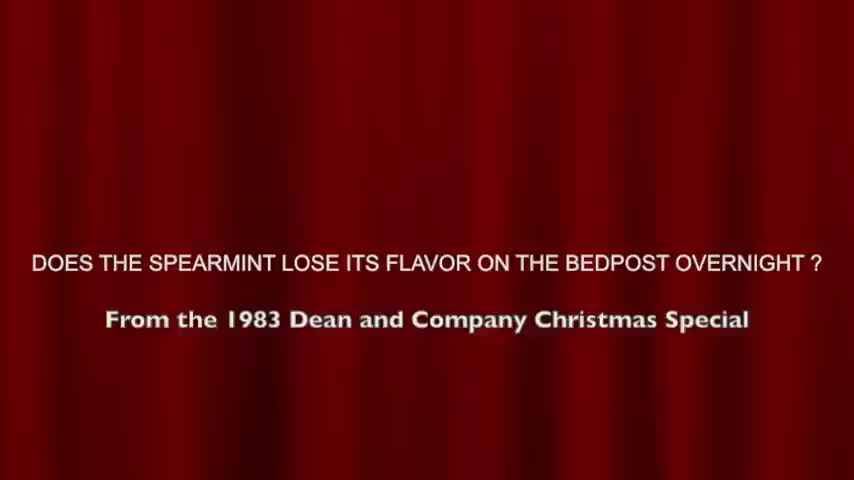 DOES THE SPEARMINT LOSE ITS FLAVOR ON THE BEDPOST OVERNIGHT ?
From the 1983 Dean and Company Christmas Special